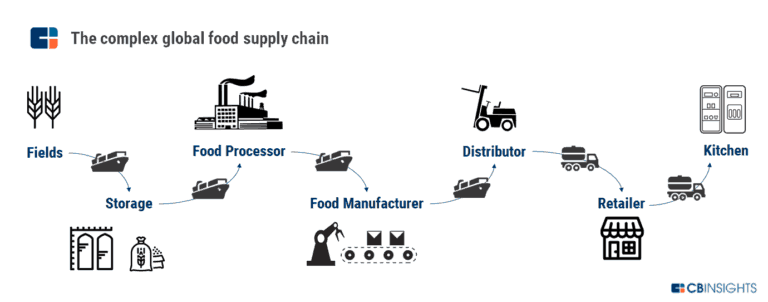 The complex global food supply chain
Fields
Storage
Food Processor
Food Manufacturer
Distributor
Retailer
Kitchen
CBINSIGHTS